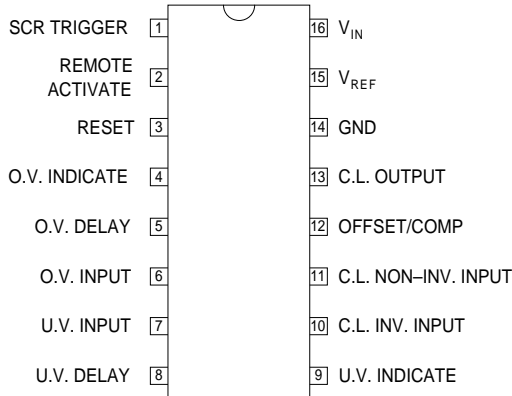 SCR TRIGGER 1 16 V_IN
REMOTE
ACTIVATE 2 15 V_REF
RESET 3 14 GND
O.V. INDICATE 4 13 C.L. OUTPUT
O.V. DELAY 5 12 OFFSET/COMP
O.V. INPUT 6 11 C.L. NON–INV. INPUT
U.V. INPUT 7 10 C.L. INV. INPUT
U.V. DELAY 8 9 U.V. INDICATE